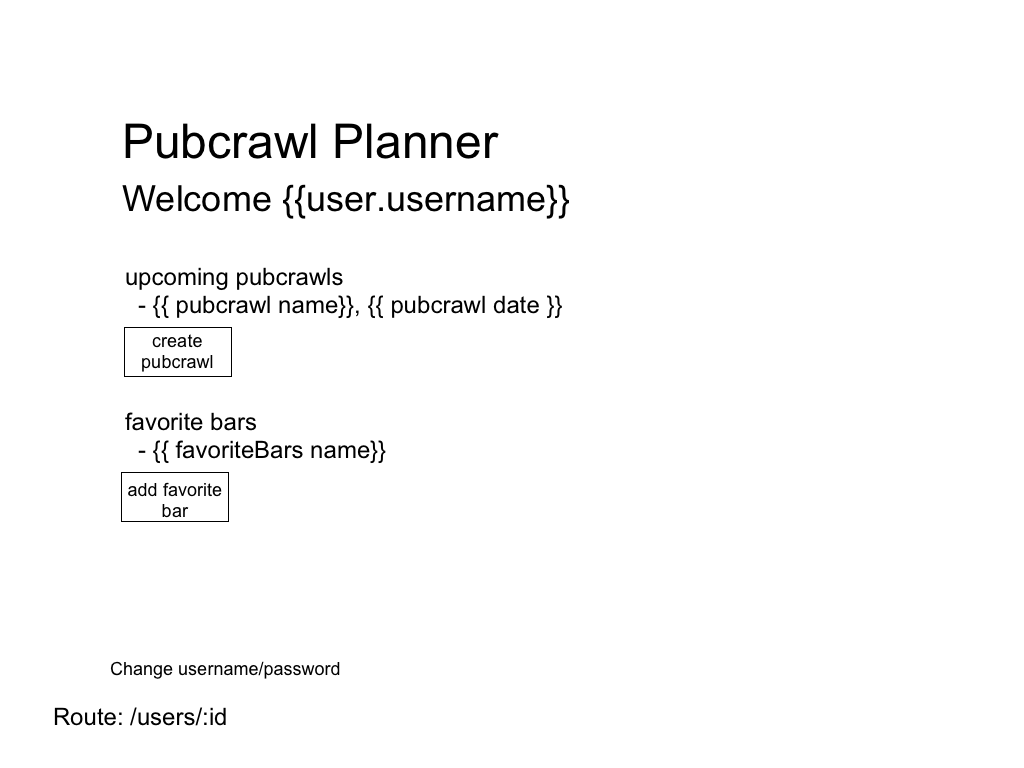 Pubcrawl Planner
Welcome {{user.username}}
upcoming pubcrawls
- {{ pubcrawl name}}, {{ pubcrawl date }}
create
pubcrawl
favorite bars
- {{ favoriteBars name}}
add favorite
bar
Change username/password
Route: /users/:id